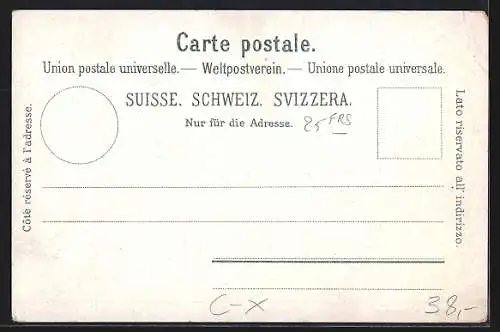 Carte postale.
Union postale universelle. — Weltpostverein. — Unione postale universale.
SUISSE. SCHWEIZ. SVIZZERA.
Nur für die Adresse. 25 FRS
Côté réservé à l'adresse.
Lato riservato all' indirizzo.
C-X
38,-